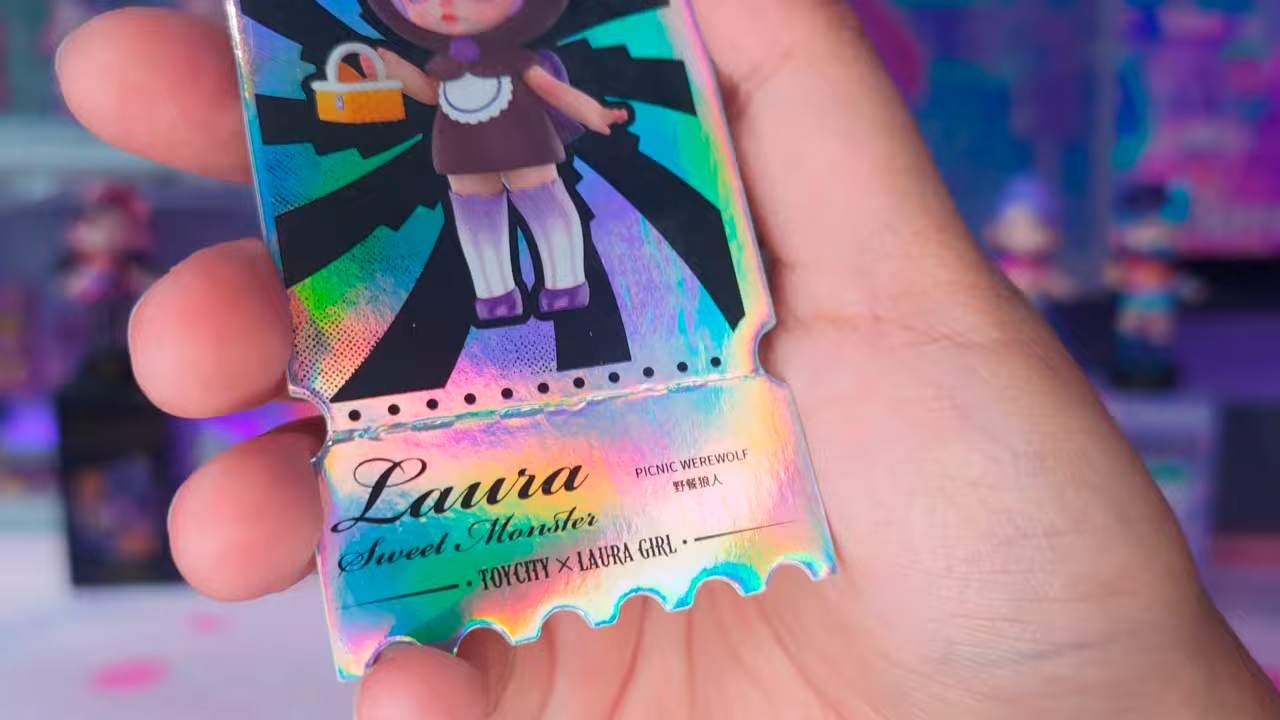 Laura
Sweet Monster
PICNIC WEREWOLF
野餐狼人
· TOYCITY × LAURA GIRL ·